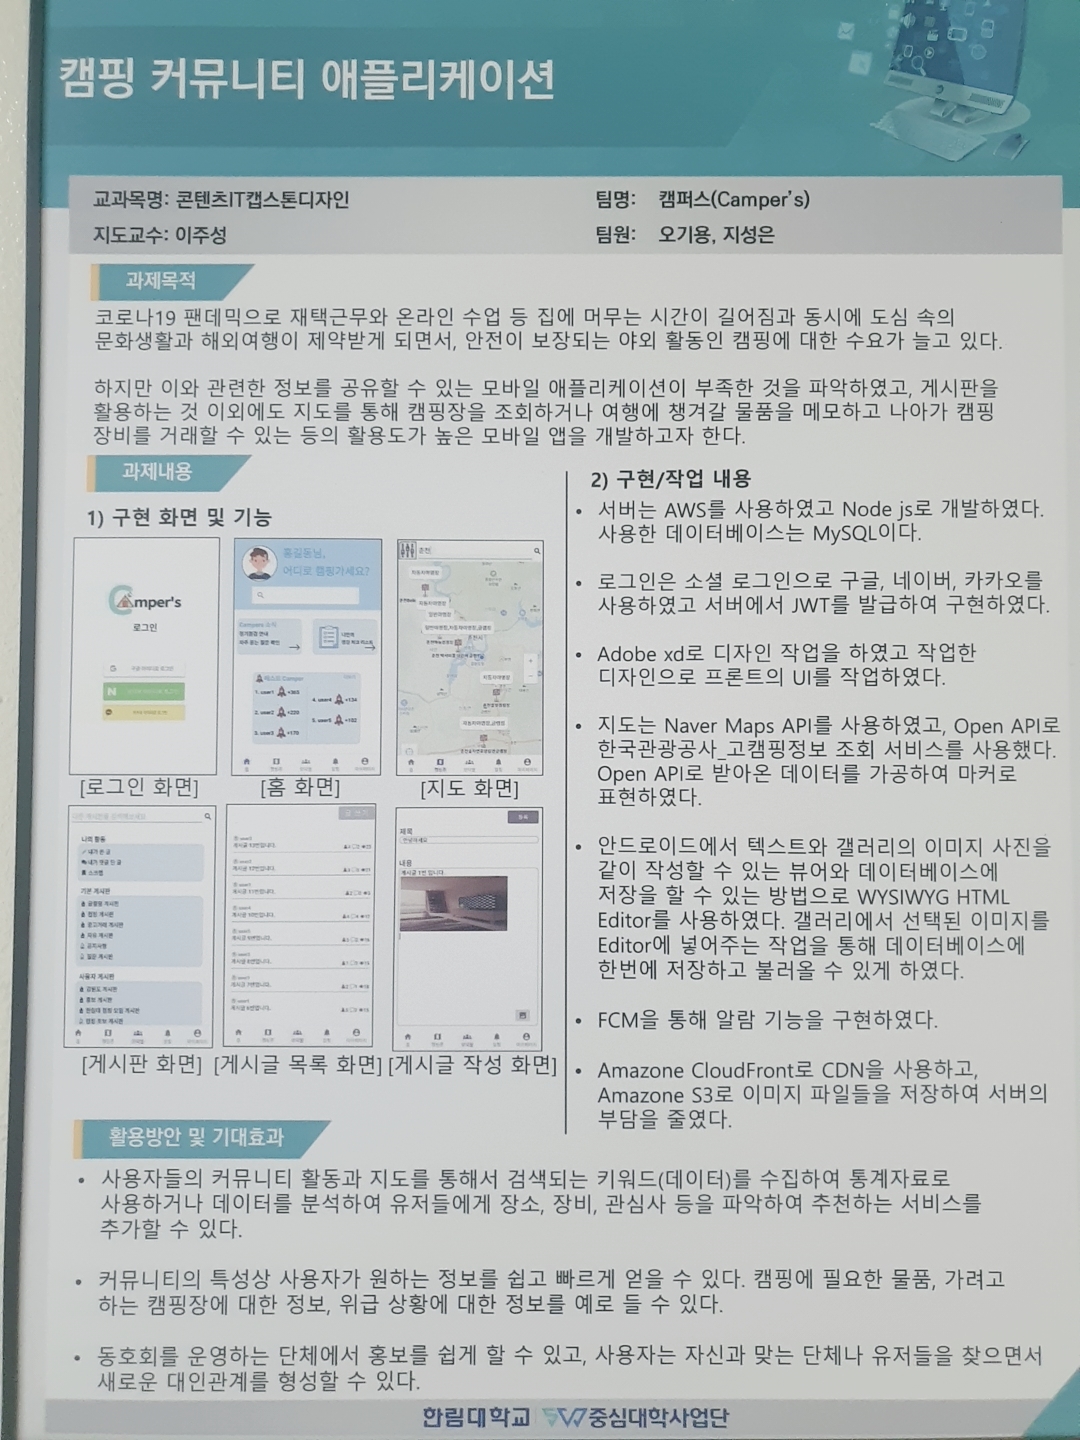 캠핑 커뮤니티 애플리케이션
교과목명: 콘텐츠IT캡스톤디자인
팀명: 캠퍼스(Camper's)
지도교수: 이주성
팀원: 오기용, 지성은
과제목적
코로나19 팬데믹으로 재택근무와 온라인 수업 등 집에 머무는 시간이 길어짐과 동시에 도심 속의
문화생활과 해외여행이 제약받게 되면서, 안전이 보장되는 야외 활동인 캠핑에 대한 수요가 늘고 있다.
하지만 이와 관련한 정보를 공유할 수 있는 모바일 애플리케이션이 부족한 것을 파악하였고, 게시판을
활용하는 것 이외에도 지도를 통해 캠핑장을 조회하거나 여행에 챙겨갈 물품을 메모하고 나아가 캠핑
장비를 거래할 수 있는 등의 활용도가 높은 모바일 앱을 개발하고자 한다.
과제내용
1) 구현 화면 및 기능
Camper's
로그인
홍길동님,
어디로 캠핑가세요?
춘천
[로그인 화면]
[홈 화면]
[지도 화면]
나의 활동
기본 게시판
사용자 게시판
등록
제목
안녕하세요
내용
게시글 1번 입니다.
[게시판 화면]
[게시글 목록 화면]
[게시글 작성 화면]
2) 구현/작업 내용
• 서버는 AWS를 사용하였고 Node js로 개발하였다.
사용한 데이터베이스는 MySQL이다.
• 로그인은 소셜 로그인으로 구글, 네이버, 카카오를
사용하였고 서버에서 JWT를 발급하여 구현하였다.
• Adobe xd로 디자인 작업을 하였고 작업한
디자인으로 프론트의 UI를 작업하였다.
• 지도는 Naver Maps API를 사용하였고, Open API로
한국관광공사_고캠핑정보 조회 서비스를 사용했다.
Open API로 받아온 데이터를 가공하여 마커로
표현하였다.
• 안드로이드에서 텍스트와 갤러리의 이미지 사진을
같이 작성할 수 있는 뷰어와 데이터베이스에
저장을 할 수 있는 방법으로 WYSIWYG HTML
Editor를 사용하였다. 갤러리에서 선택된 이미지를
Editor에 넣어주는 작업을 통해 데이터베이스에
한번에 저장하고 불러올 수 있게 하였다.
• FCM을 통해 알람 기능을 구현하였다.
• Amazone CloudFront로 CDN을 사용하고,
Amazone S3로 이미지 파일들을 저장하여 서버의
부담을 줄였다.
활용방안 및 기대효과
• 사용자들의 커뮤니티 활동과 지도를 통해서 검색되는 키워드(데이터)를 수집하여 통계자료로
사용하거나 데이터를 분석하여 유저들에게 장소, 장비, 관심사 등을 파악하여 추천하는 서비스를
추가할 수 있다.
• 커뮤니티의 특성상 사용자가 원하는 정보를 쉽고 빠르게 얻을 수 있다. 캠핑에 필요한 물품, 가려고
하는 캠핑장에 대한 정보, 위급 상황에 대한 정보를 예로 들 수 있다.
• 동호회를 운영하는 단체에서 홍보를 쉽게 할 수 있고, 사용자는 자신과 맞는 단체나 유저들을 찾으면서
새로운 대인관계를 형성할 수 있다.
한림대학교 SW중심대학사업단